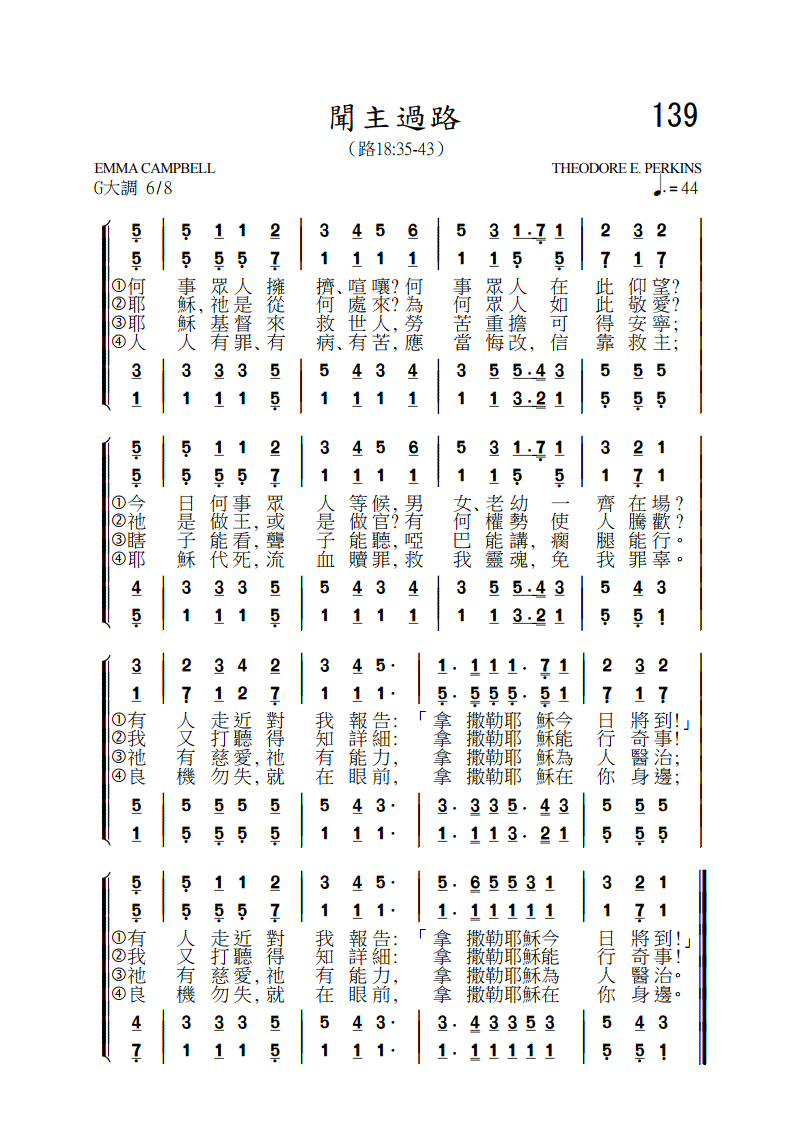 139
聞主過路
（路18:35-43）
EMMA CAMPBELL THEODORE E. PERKINS
G大調 6/8 ♩. = 44
5 | 5 1 1 2 | 3 4 5 6 | 5 3 1 . 7 1 | 2 3 2 |
5 | 5 5 5 7 | 1 1 1 1 | 1 1 5 5 | 7 1 7 |
①何 事 眾 人 擁 擠、喧 嚷? 何 事 眾 人 在 此 仰 望?
②耶 穌, 祂 是 從 何 處 來? 為 何 眾 人 如 此 敬 愛?
③耶 穌 基 督 來 救 世 人, 勞 苦 重 擔 可 得 安 寧;
④人 人 有 罪、有 病、有 苦, 應 當 悔 改, 信 靠 救 主;
3 | 3 3 3 5 | 5 4 3 4 | 3 5 5 . 4 3 | 5 5 5 |
1 | 1 1 1 5 | 1 1 1 1 | 1 1 3 . 2 1 | 5 5 5 |
5 | 5 1 1 2 | 3 4 5 6 | 5 3 1 . 7 1 | 3 2 1 |
5 | 5 5 5 7 | 1 1 1 1 | 1 1 5 5 | 1 7 1 |
①今 日 何 事 眾 人 等 候, 男 女、老 幼 一 齊 在 場?
②祂 是 做 王, 或 是 做 官? 有 何 權 勢 使 人 騰 歡?
③瞎 子 能 看, 聾 子 能 聽, 啞 巴 能 講, 瘸 腿 能 行。
④耶 穌 代 死, 流 血 贖 罪, 救 我 靈 魂, 免 我 罪 辜。
4 | 3 3 3 5 | 5 4 3 4 | 3 5 5 . 4 3 | 5 4 3 |
5 | 1 1 1 5 | 1 1 1 1 | 1 1 3 . 2 1 | 5 5 1 |
3 | 2 3 4 2 | 3 4 5 · | 1 . 1 1 1 . 7 1 | 2 3 2 |
1 | 7 1 2 7 | 1 1 1 · | 5 . 5 5 5 . 5 5 | 7 1 7 |
①有 人 走 近 對 我 報 告: 「拿 撒勒耶 穌今 日 將 到!」
②我 又 打 聽 得 知 詳 細: 拿 撒勒耶 穌能 行 奇 事!
③祂 有 慈 愛, 祂 有 能 力, 拿 撒勒耶 穌為 人 醫 治;
④良 機 勿 失, 就 在 眼 前, 拿 撒勒耶 穌在 你 身 邊;
5 | 5 5 5 5 | 5 4 3 · | 3 . 3 3 5 . 4 3 | 5 5 5 |
1 | 5 5 5 5 | 1 1 1 · | 1 . 1 1 3 . 2 1 | 5 5 5 |
5 | 5 1 1 2 | 3 4 5 · | 5 . 6 5 5 3 1 | 3 2 1
5 | 5 5 5 7 | 1 1 1 · | 1 . 1 1 1 1 1 | 1 7 1
①有 人 走 近 對 我 報 告: 「拿 撒勒耶穌今 日 將 到!」
②我 又 打 聽 得 知 詳 細: 拿 撒勒耶穌能 行 奇 事!
③祂 有 慈 愛, 祂 有 能 力, 拿 撒勒耶穌為 人 醫 治。
④良 機 勿 失, 就 在 眼 前, 拿 撒勒耶穌在 你 身 邊。
4 | 3 3 3 5 | 5 4 3 · | 3 . 4 3 3 5 3 | 5 4 3
7 | 1 1 1 5 | 1 1 1 · | 1 . 1 1 1 1 1 | 5 5 1